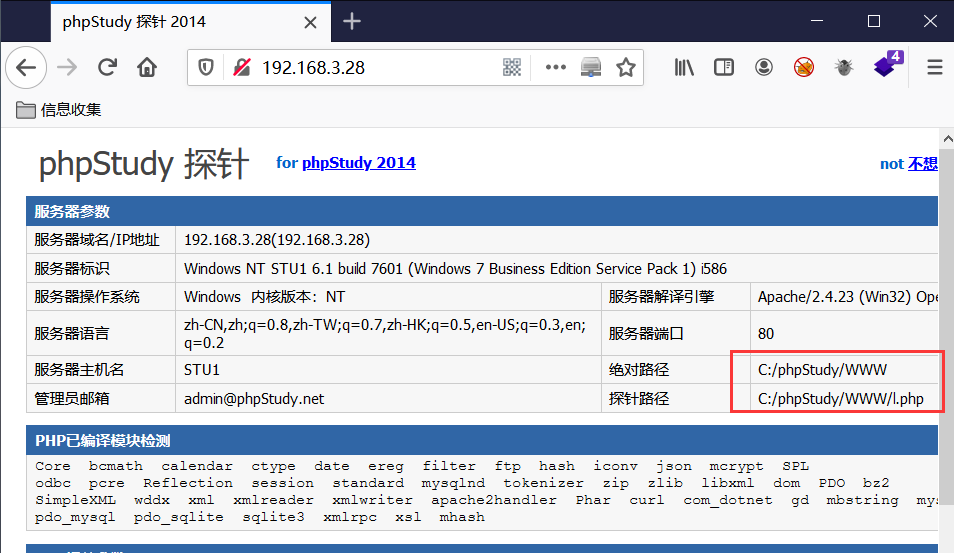 phpStudy 探针 2014
192.168.3.28
4
信息收集
phpStudy 探针 for phpStudy 2014 not 不想
服务器参数
服务器域名/IP地址 192.168.3.28(192.168.3.28)
服务器标识 Windows NT STU1 6.1 build 7601 (Windows 7 Business Edition Service Pack 1) i586
服务器操作系统 Windows 内核版本：NT 服务器解译引擎 Apache/2.4.23 (Win32) Ope
服务器语言 zh-CN,zh;q=0.8,zh-TW;q=0.7,zh-HK;q=0.5,en-US;q=0.3,en;
q=0.2 服务器端口 80
服务器主机名 STU1 绝对路径 C:/phpStudy/WWW
管理员邮箱 admin@phpStudy.net 探针路径 C:/phpStudy/WWW/l.php
PHP已编译模块检测
Core bcmath calendar ctype date ereg filter ftp hash iconv json mcrypt SPL
odbc pcre Reflection session standard mysqlnd tokenizer zip zlib libxml dom PDO bz2
SimpleXML wddx xml xmlreader xmlwriter apache2handler Phar curl com_dotnet gd mbstring mys
pdo_mysql pdo_sqlite sqlite3 xmlrpc xsl mhash